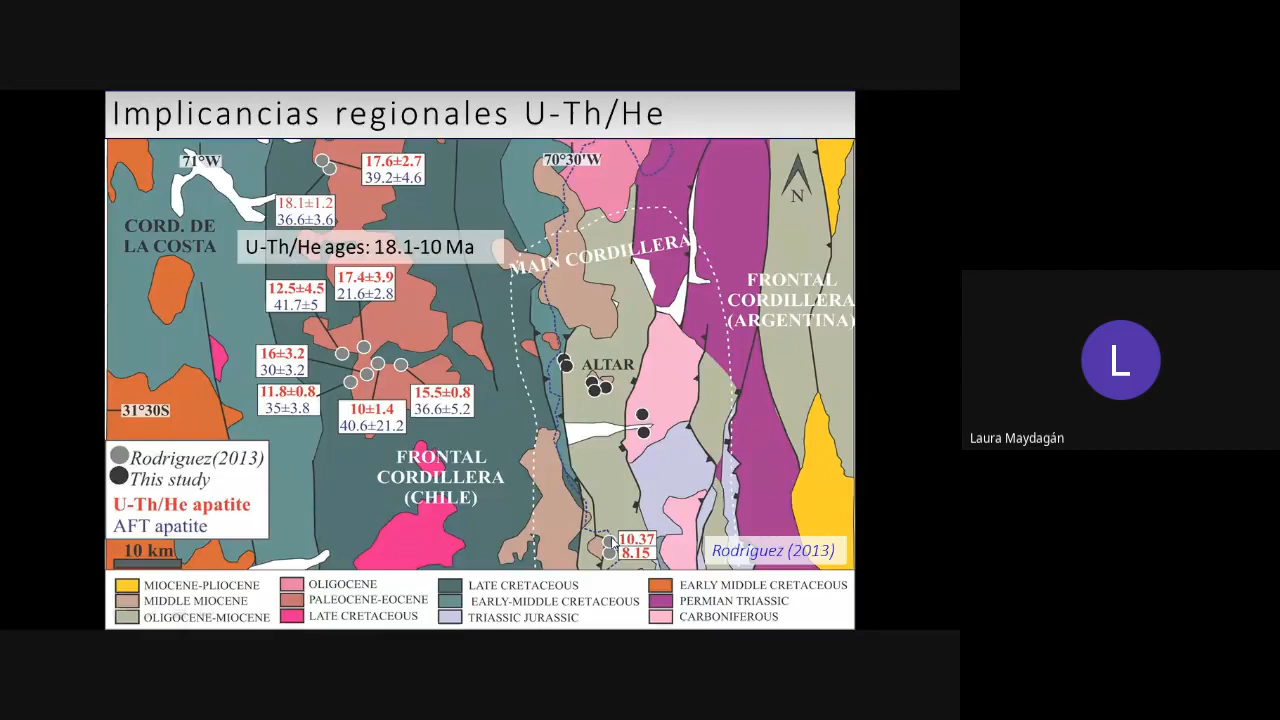 Implicancias regionales U-Th/He
71°W
70°30'W
17.6±2.7
39.2±4.6
N
18.1±1.2
36.6±3.6
CORD. DE
LA COSTA
U-Th/He ages: 18.1-10 Ma
MAIN CORDILLERA
17.4±3.9
21.6±2.8
12.5±4.5
41.7±5
FRONTAL
CORDILLERA
(ARGENTINA)
16±3.2
30±3.2
ALTAR
11.8±0.8
35±3.8
15.5±0.8
36.6±5.2
10±1.4
40.6±21.2
31°30S
FRONTAL
CORDILLERA
(CHILE)
Rodriguez(2013)
This study
U-Th/He apatite
AFT apatite
10 km
10.37
8.15
Rodríguez (2013)
MIOCENE-PLIOCENE
MIDDLE MIOCENE
OLIGOCENE-MIOCENE
OLIGOCENE
PALEOCENE-EOCENE
LATE CRETACEOUS
LATE CRETACEOUS
EARLY-MIDDLE CRETACEOUS
TRIASSIC JURASSIC
EARLY MIDDLE CRETACEOUS
PERMIAN TRIASSIC
CARBONIFEROUS
L
Laura Maydagán